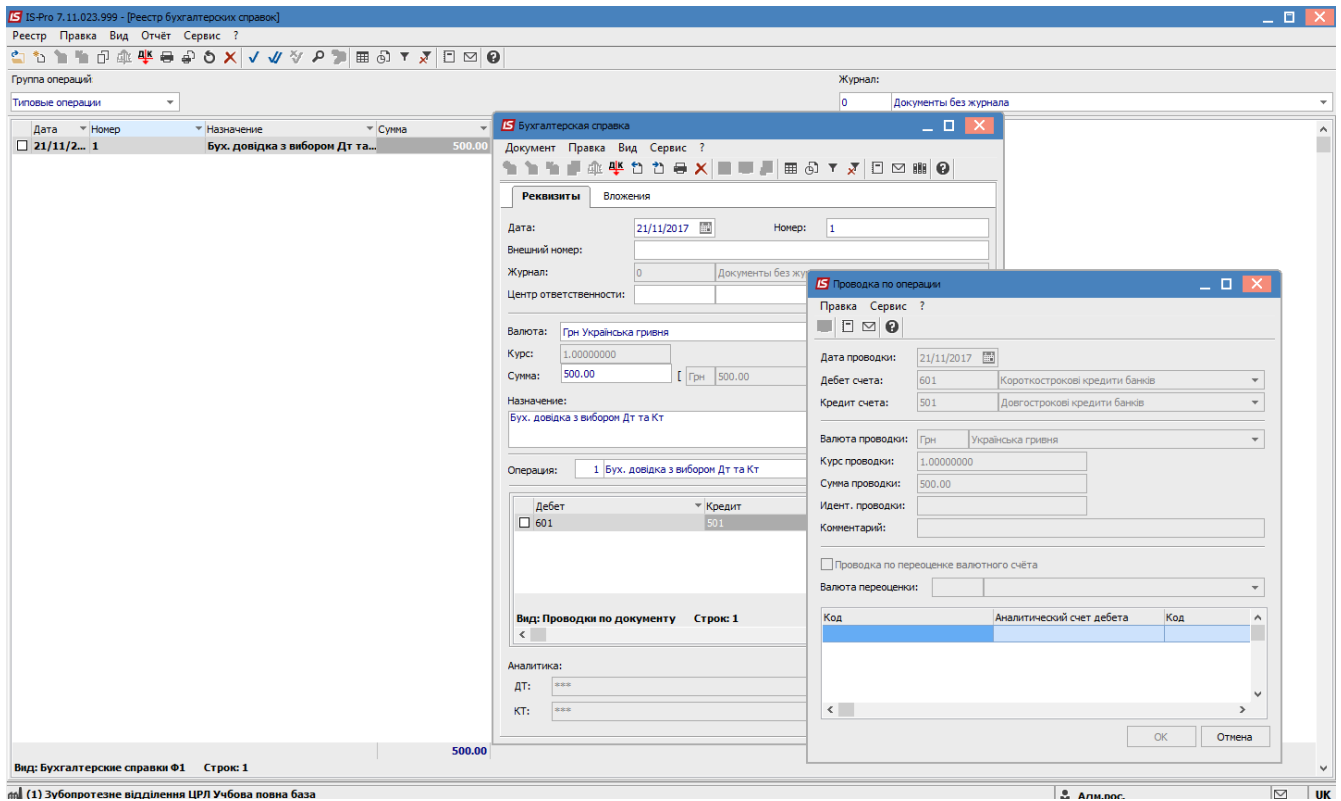 IS-Pro 7.11.023.999 - [Реестр бухгалтерских справок]
Реестр Правка Вид Отчёт Сервис ?
Группа операций:
Журнал:
Типовые операции
0 Документы без журнала
Дата Номер Назначение Сумма
21/11/2... 1 Бух. довідка з вибором Дт та... 500.00
500.00
Вид: Бухгалтерские справки Ф1 Строк: 1
Бухгалтерская справка
Документ Правка Вид Сервис ?
Реквизиты Вложения
Дата: 21/11/2017 Номер: 1
Внешний номер:
Журнал: 0 Документы без жу
Центр ответственности:
Валюта: Грн Українська гривня
Курс: 1.00000000
Сумма: 500.00 [ Грн 500.00
Назначение:
Бух. довідка з вибором Дт та Кт
Операция: 1 Бух. довідка з вибором Дт та Кт
Дебет Кредит
601 501
Вид: Проводки по документу Строк: 1
Аналитика:
ДТ: ***
КТ: ***
Проводка по операции
Правка Сервис ?
Дата проводки: 21/11/2017
Дебет счета: 601 Короткострокові кредити банків
Кредит счета: 501 Довгострокові кредити банків
Валюта проводки: Грн Українська гривня
Курс проводки: 1.00000000
Сумма проводки: 500.00
Идент. проводки:
Комментарий:
Проводка по переоценке валютного счёта
Валюта переоценки:
Код Аналитический счет дебета Код
OK Отмена
(1) Зубопротезне відділення ЦРЛ Учбова повна база
Адм.рос.
UK